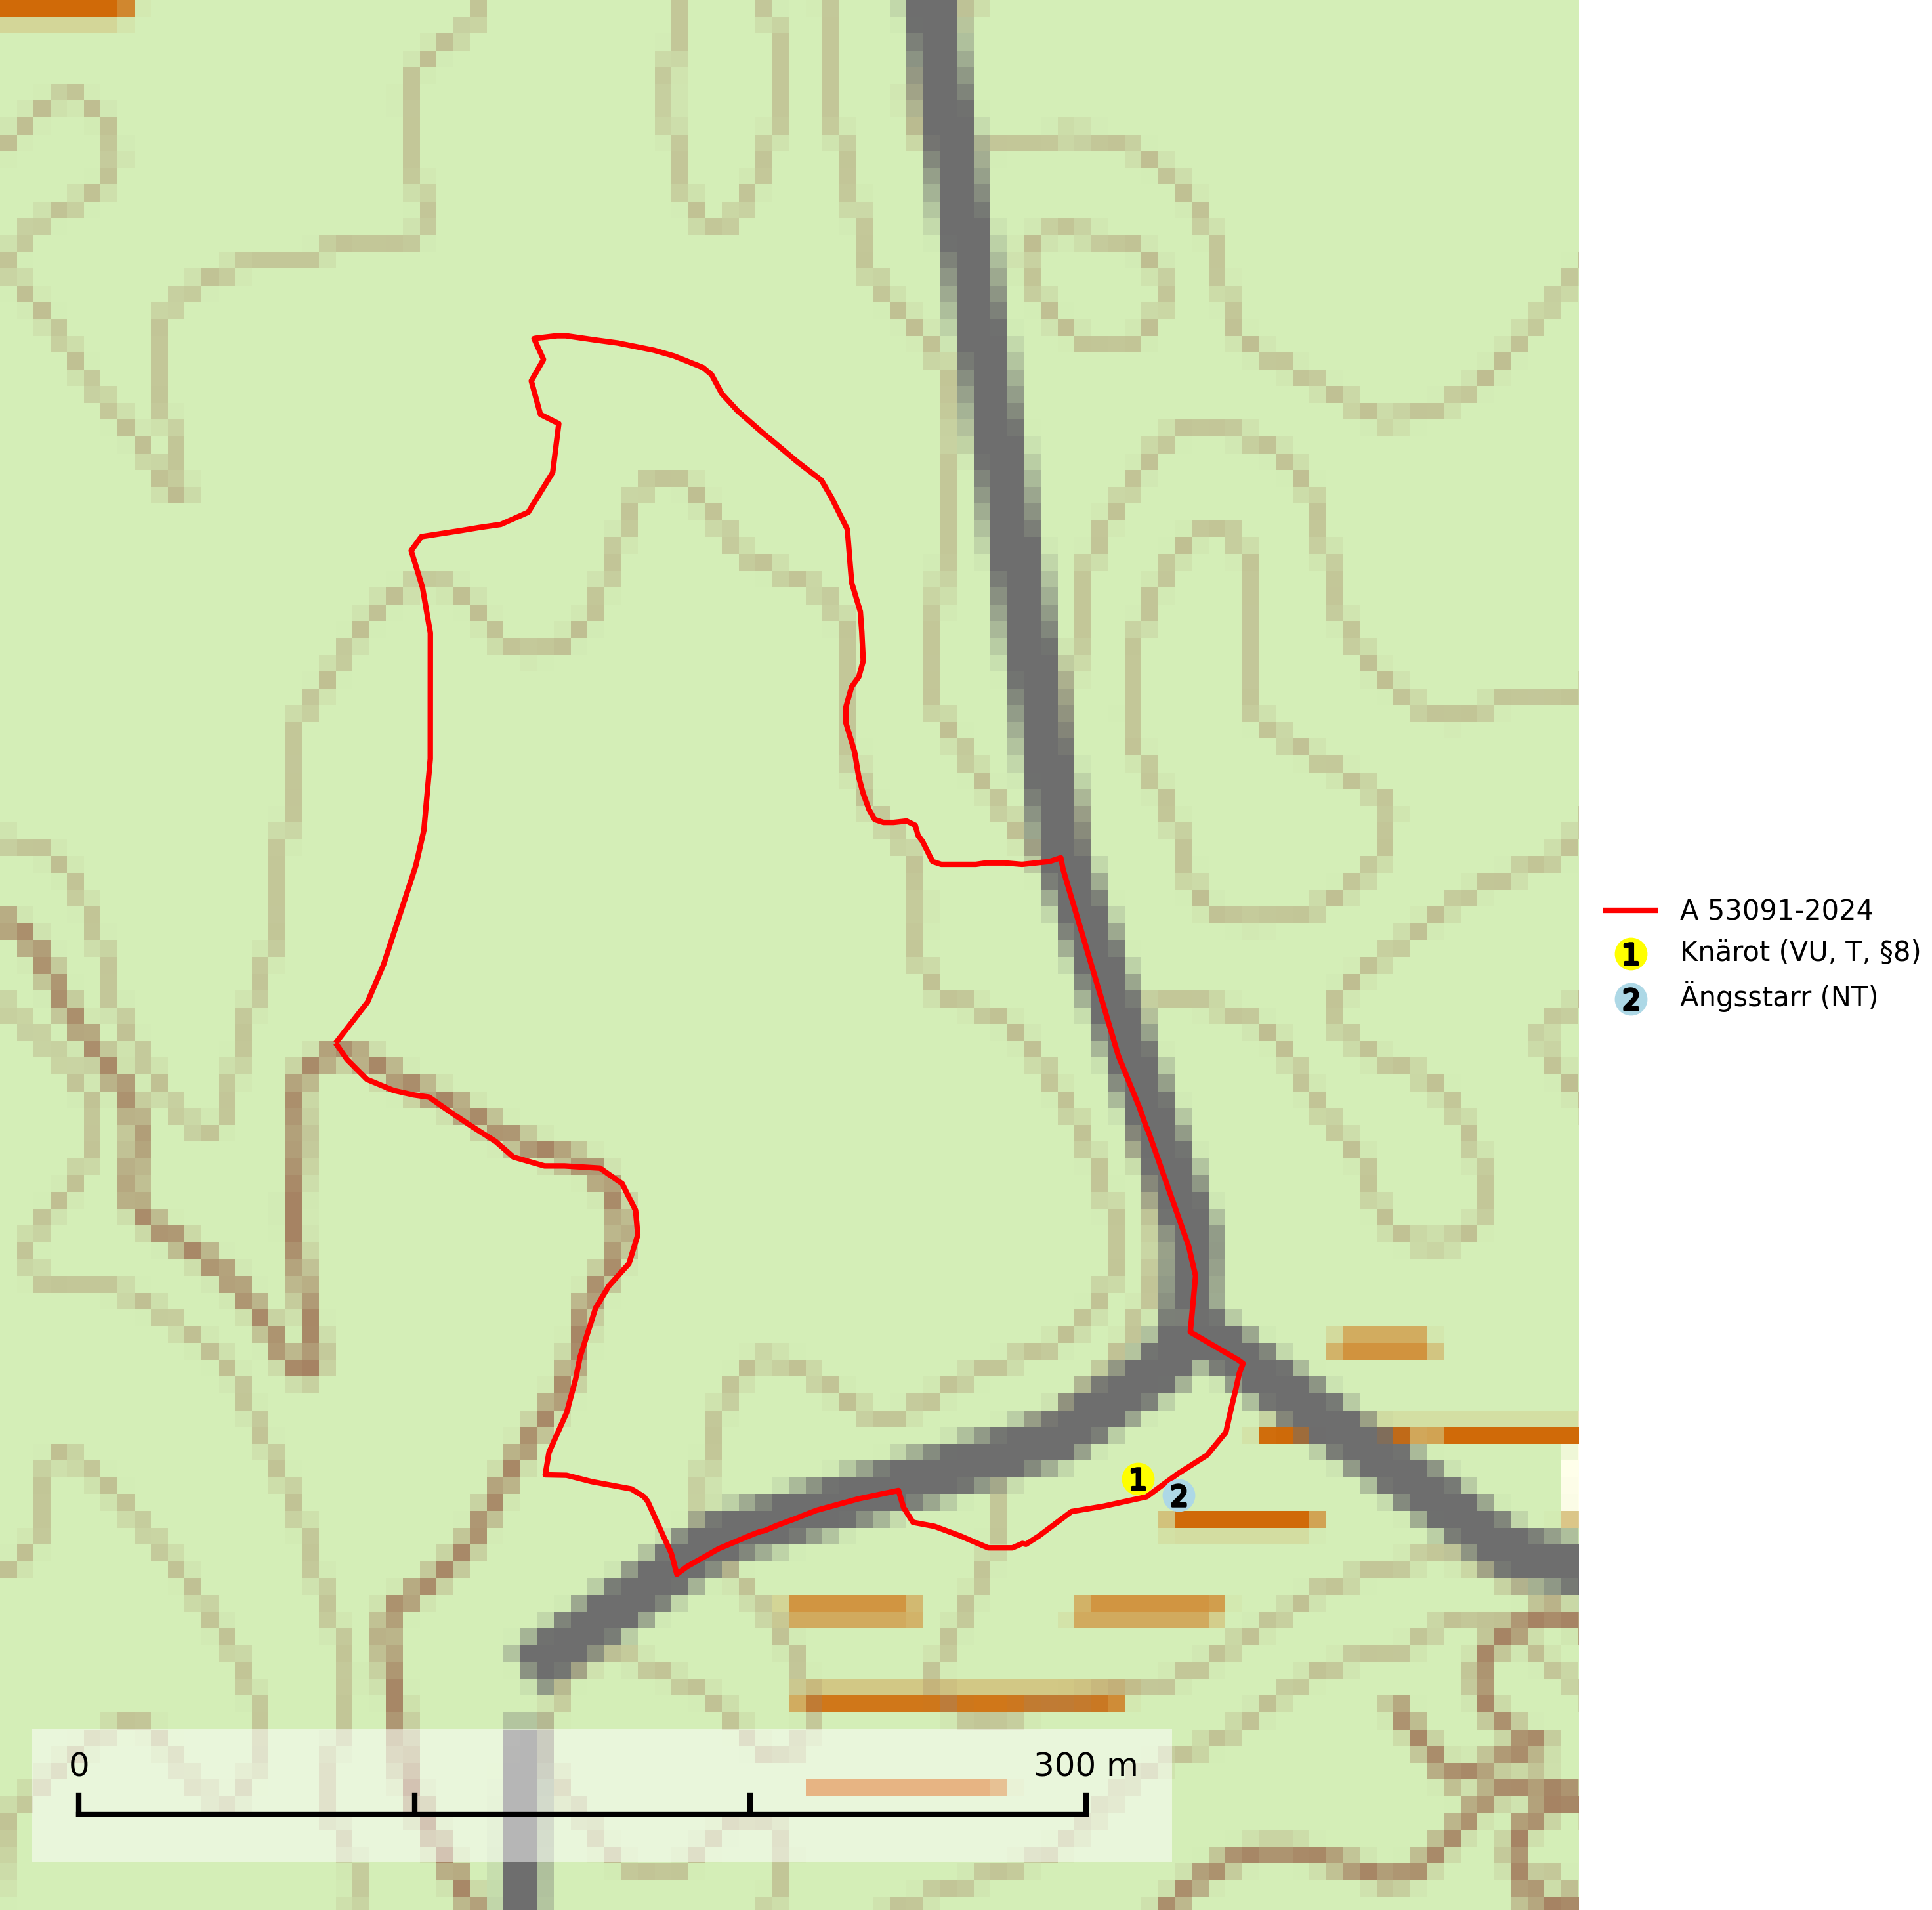 A 53091-2024
1 Knärot (VU, T, §8)
2 Ängsstarr (NT)
1
2
0 300 m